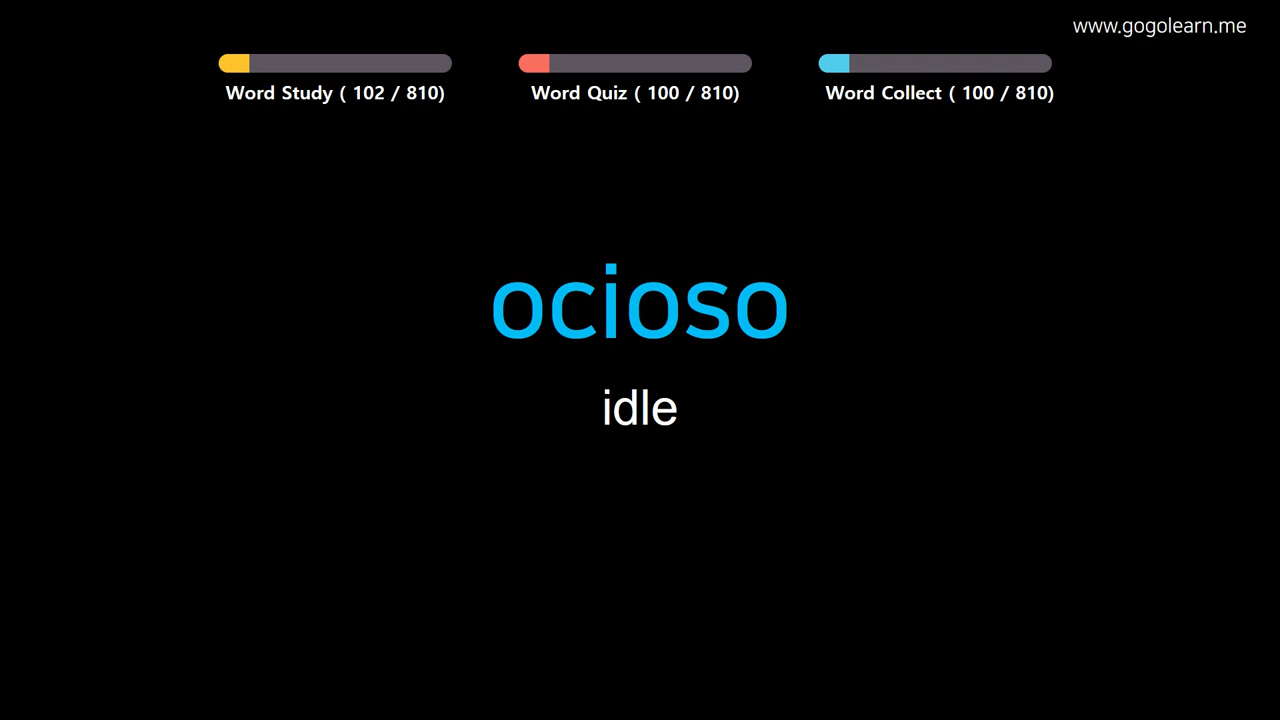 www.gogolearn.me
Word Study ( 102 / 810)
Word Quiz ( 100 / 810)
Word Collect ( 100 / 810)
ocioso
idle